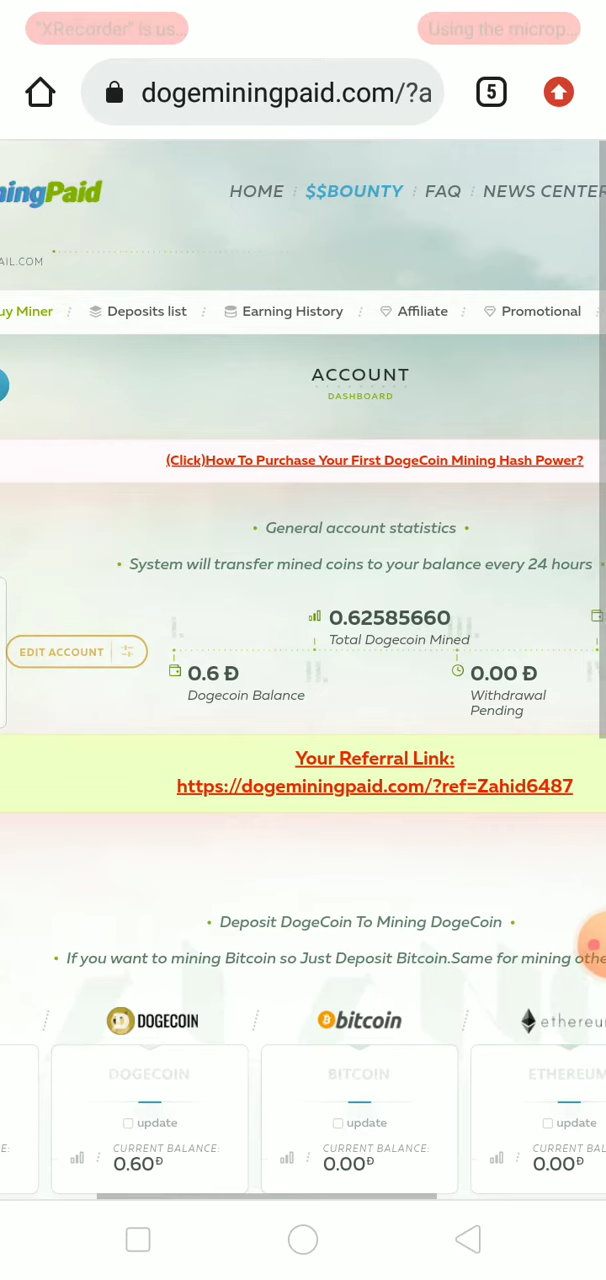 "XRecorder" is us...
Using the microp...
dogeminingpaid.com/?a
5
ingPaid
HOME $$BOUNTY FAQ NEWS CENTER
AIL.COM
uy Miner Deposits list Earning History Affiliate Promotional
ACCOUNT
DASHBOARD
(Click)How To Purchase Your First DogeCoin Mining Hash Power?
• General account statistics •
• System will transfer mined coins to your balance every 24 hours •
I.
0.62585660
Total Dogecoin Mined
EDIT ACCOUNT
0.6 Đ
Dogecoin Balance
II.
0.00 Đ
Withdrawal
Pending
Your Referral Link:
https://dogeminingpaid.com/?ref=Zahid6487
• Deposit DogeCoin To Mining DogeCoin •
• If you want to mining Bitcoin so Just Deposit Bitcoin.Same for mining othe
DOGECOIN
bitcoin
ethereu
DOGECOIN
BITCOIN
ETHEREUM
update
update
update
E:
CURRENT BALANCE:
0.60Đ
CURRENT BALANCE:
0.00Đ
CURRENT BALA
0.00Đ